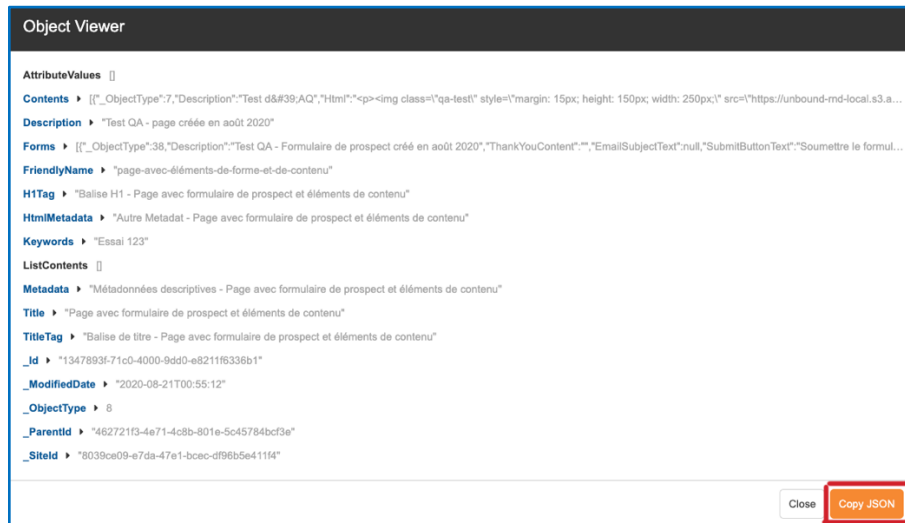 Object Viewer
AttributeValues []
Contents ▸ [{"_ObjectType":7,"Description":"Test d&#39;AQ","Html":"<p><img class=\"qa-test\" style=\"margin: 15px; height: 150px; width: 250px;\" src=\"https://unbound-rnd-local.s3.a...
Description ▸ "Test QA - page créée en août 2020"
Forms ▸ [{"_ObjectType":38,"Description":"Test QA - Formulaire de prospect créé en août 2020","ThankYouContent":"","EmailSubjectText":null,"SubmitButtonText":"Soumettre le formul...
FriendlyName ▸ "page-avec-éléments-de-forme-et-de-contenu"
H1Tag ▸ "Balise H1 - Page avec formulaire de prospect et éléments de contenu"
HtmlMetadata ▸ "Autre Metadat - Page avec formulaire de prospect et éléments de contenu"
Keywords ▸ "Essai 123"
ListContents []
Metadata ▸ "Métadonnées descriptives - Page avec formulaire de prospect et éléments de contenu"
Title ▸ "Page avec formulaire de prospect et éléments de contenu"
TitleTag ▸ "Balise de titre - Page avec formulaire de prospect et éléments de contenu"
_Id ▸ "1347893f-71c0-4000-9dd0-e8211f6336b1"
_ModifiedDate ▸ "2020-08-21T00:55:12"
_ObjectType ▸ 8
_ParentId ▸ "462721f3-4e71-4c8b-801e-5c45784bcf3e"
_SiteId ▸ "8039ce09-e7da-47e1-bcec-df96b5e411f4"
Close Copy JSON